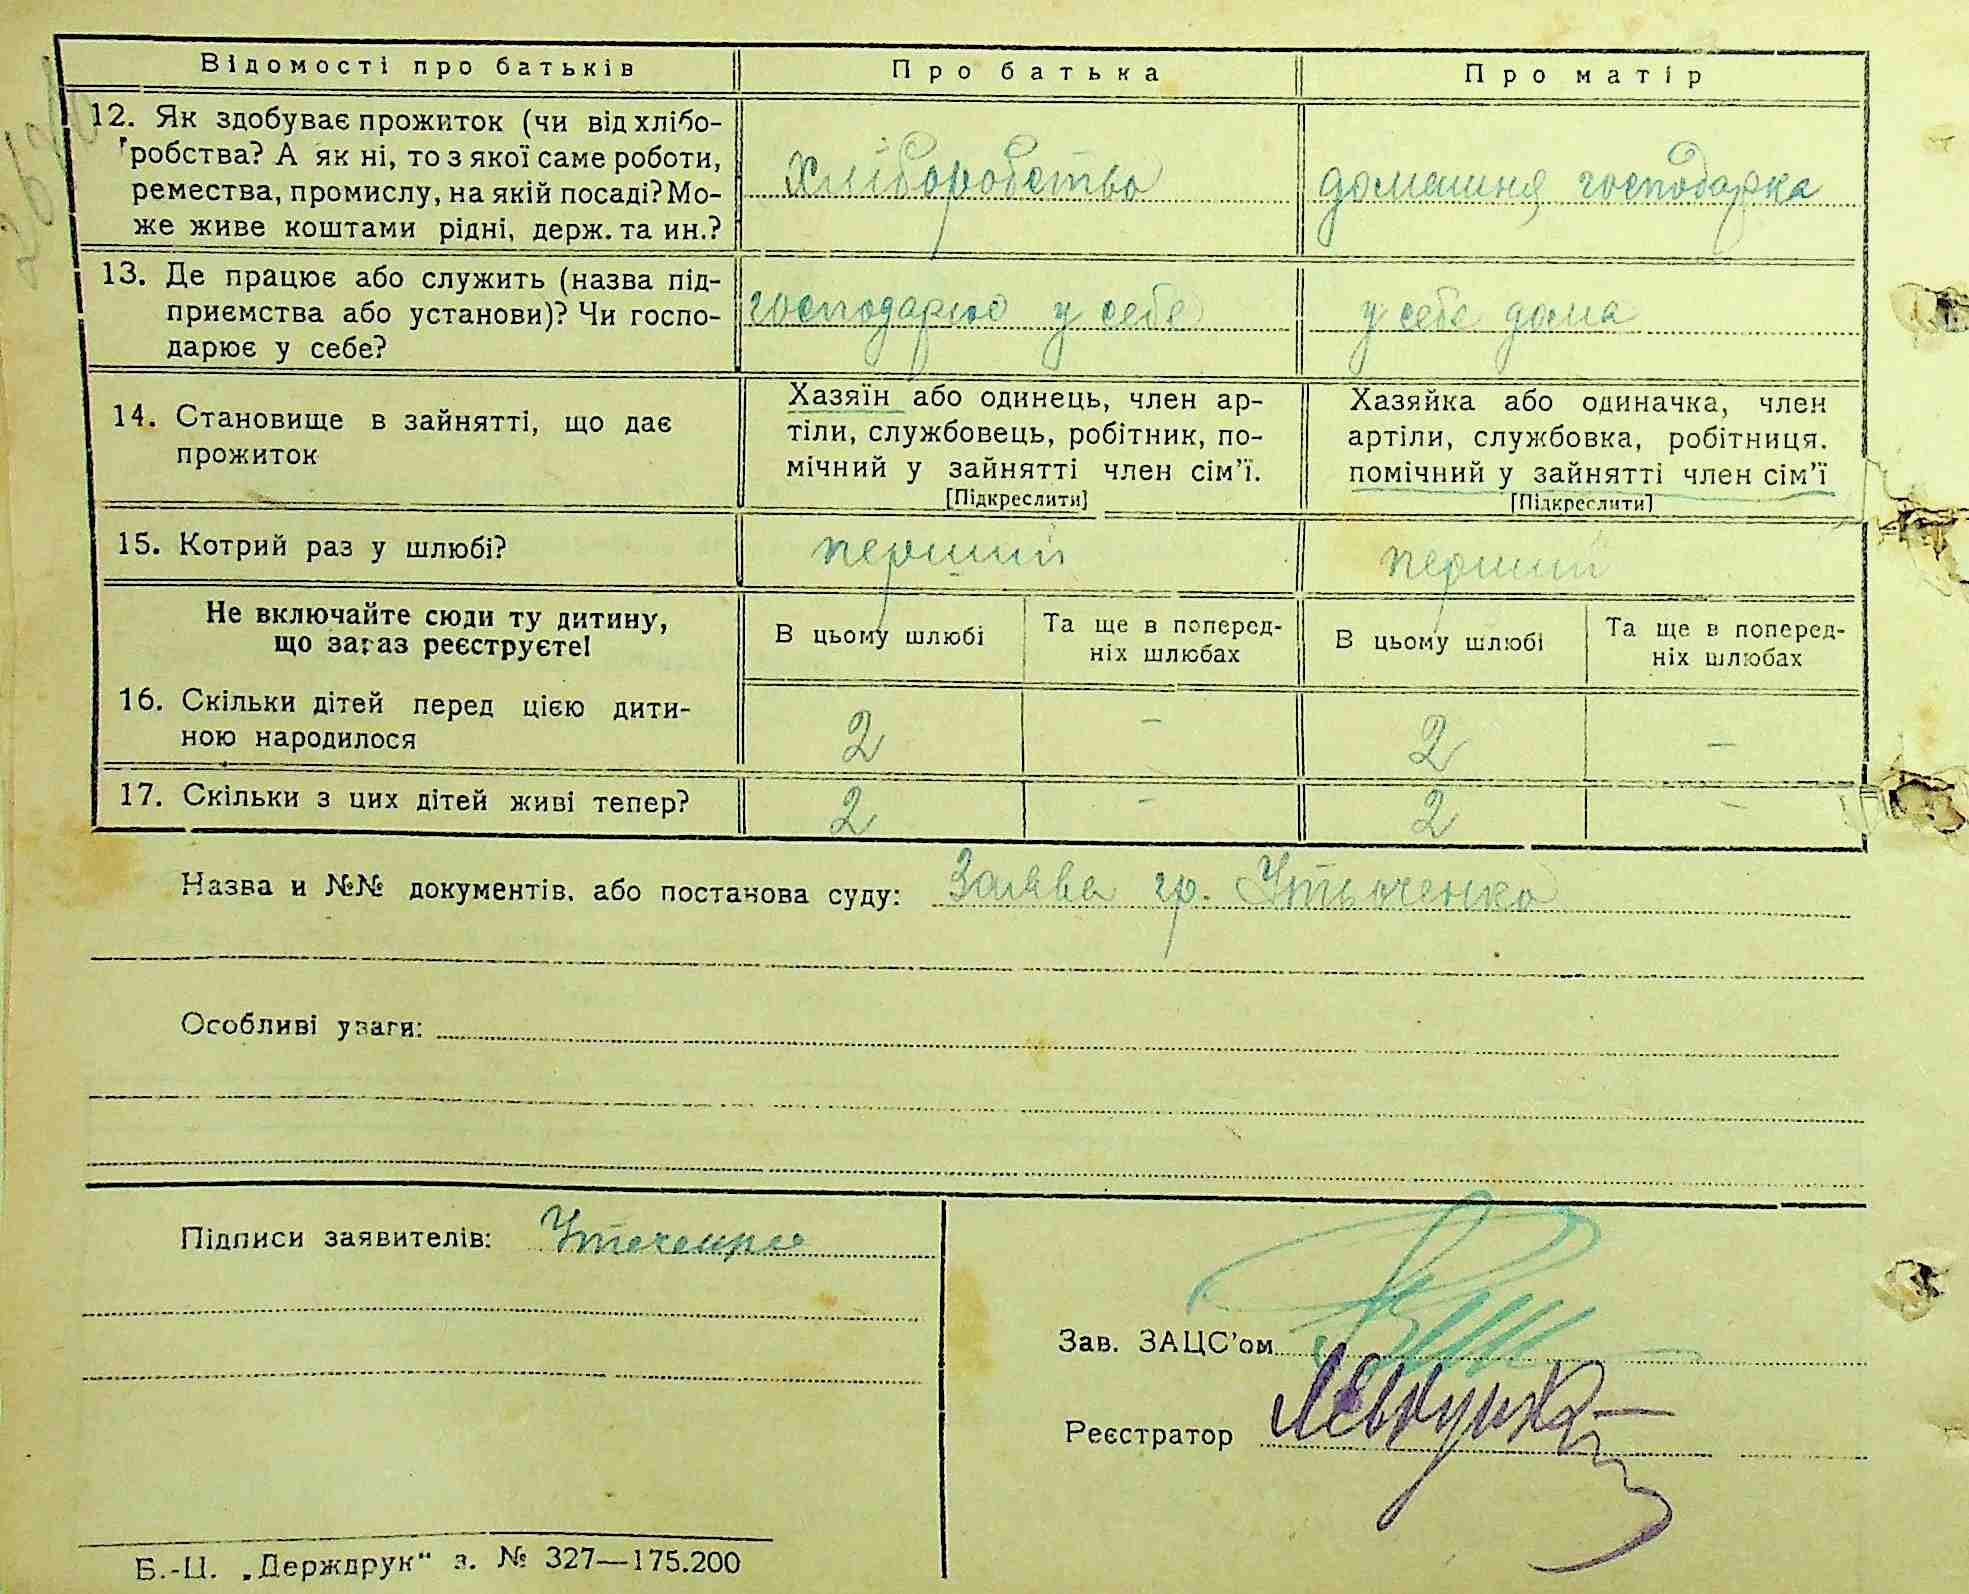 Відомості про батьків Про батька Про матір
12. Як здобуває прожиток (чи від хлібо-
робства? А як ні, то з якої саме роботи,
ремества, промислу, на якій посаді? Мо-
же живе коштами рідні, держ. та ин.?
хліборобство домашня господарка
13. Де працює або служить (назва під-
приємства або установи)? Чи госпо-
дарює у себе?
господарює у себе у себе дома
14. Становище в зайнятті, що дає
прожиток
Хазяїн або одинець, член ар-
тіли, службовець, робітник, по-
мічний у зайнятті член сім'ї.
[Підкреслити]
Хазяйка або одиначка, член
артіли, службовка, робітниця.
помічний у зайнятті член сім'ї
[Підкреслити]
15. Котрий раз у шлюбі? перший перший
Не включайте сюди ту дитину,
що зараз реєструєте!
В цьому шлюбі
Та ще в поперед-
ніх шлюбах
В цьому шлюбі
Та ще в поперед-
ніх шлюбах
16. Скільки дітей перед цією дити-
ною народилося
2 – 2 –
17. Скільки з цих дітей живі тепер? 2 – 2 –
Назва и №№ документів, або постанова суду: Заява гр.
Особливі уваги:
Підписи заявителів:
Зав. ЗАЦС'ом
Реєстратор
Б.-Ц. „Держдрук" з. № 327—175.200